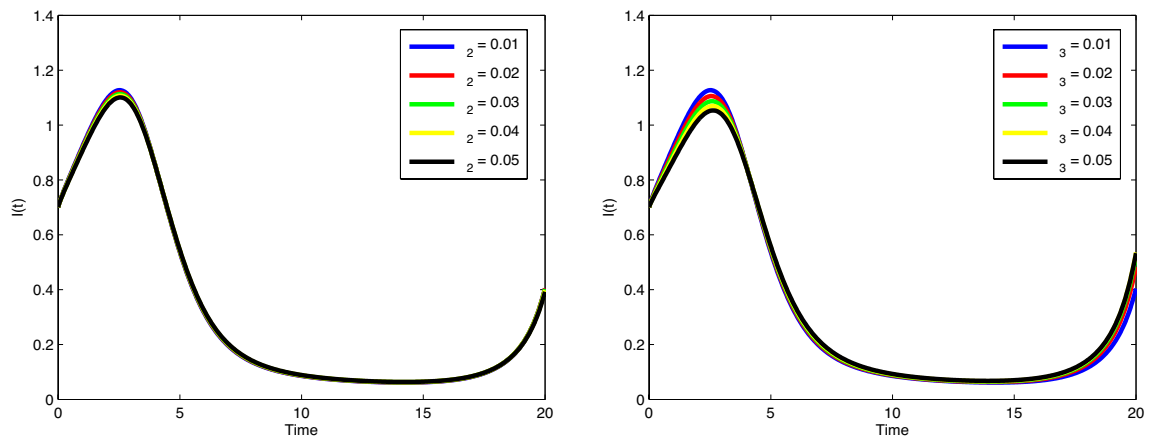 1.4
1.2
1
0.8
0.6
0.4
0.2
0
I(t)
0 5 10 15 20
Time
2 = 0.01
2 = 0.02
2 = 0.03
2 = 0.04
2 = 0.05
1.4
1.2
1
0.8
0.6
0.4
0.2
0
I(t)
0 5 10 15 20
Time
3 = 0.01
3 = 0.02
3 = 0.03
3 = 0.04
3 = 0.05